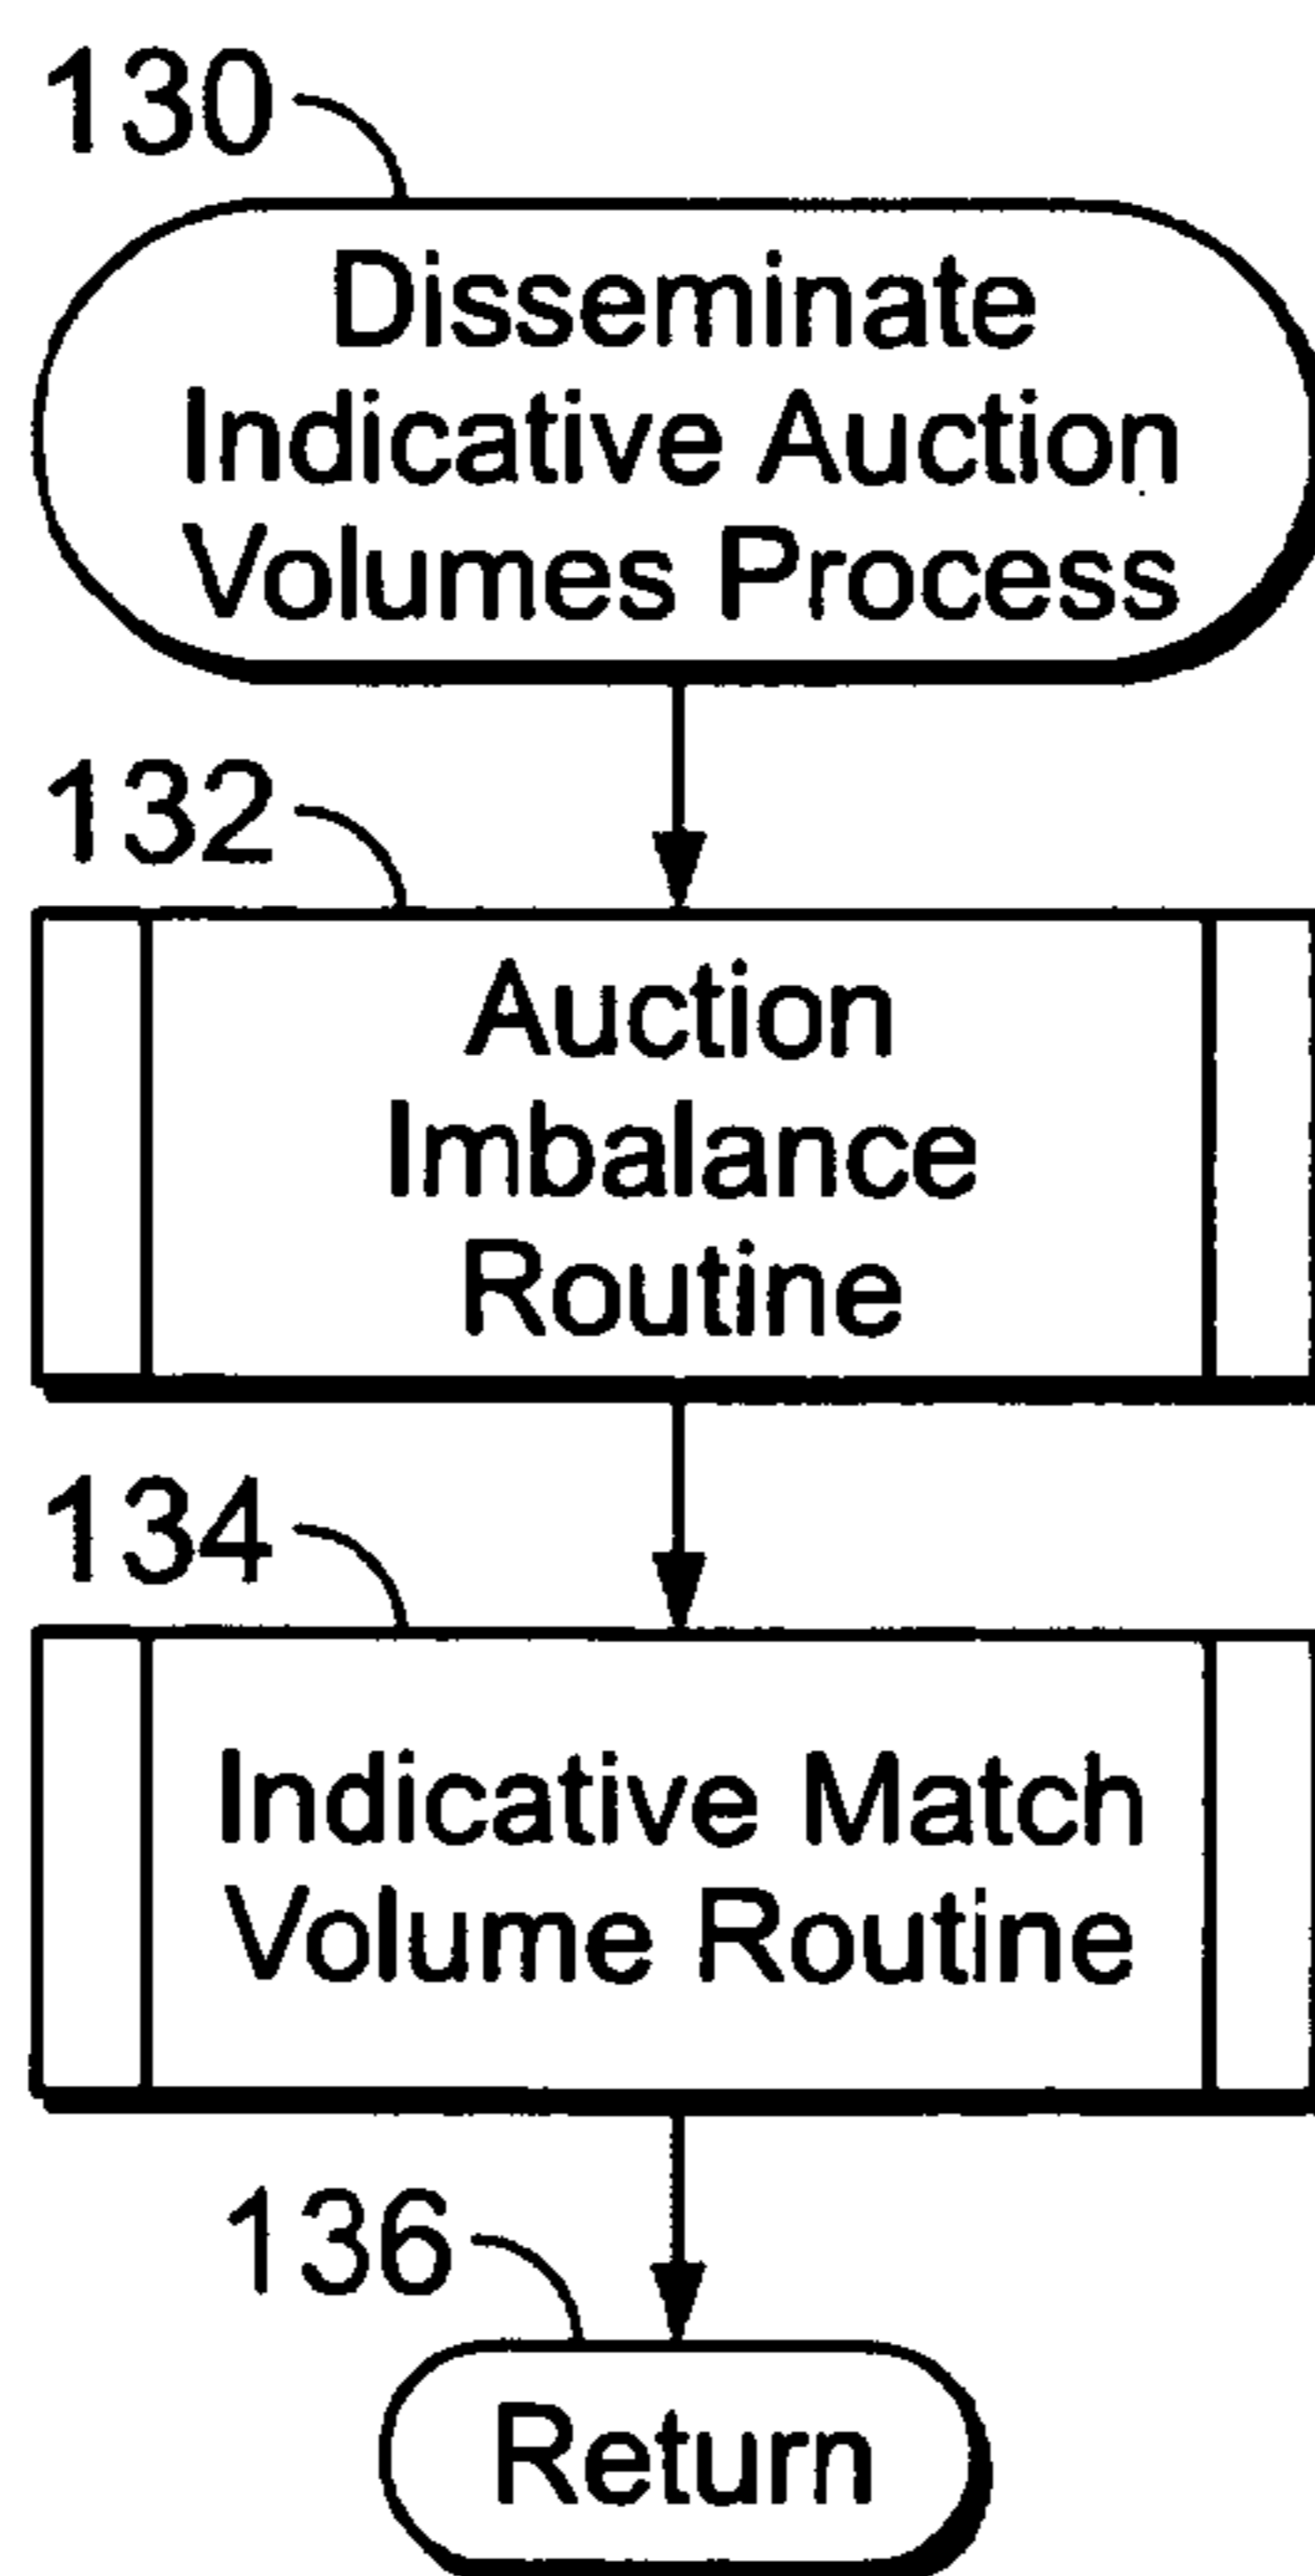 130
Disseminate
Indicative Auction
Volumes Process
132
Auction
Imbalance
Routine
134
Indicative Match
Volume Routine
136
Return